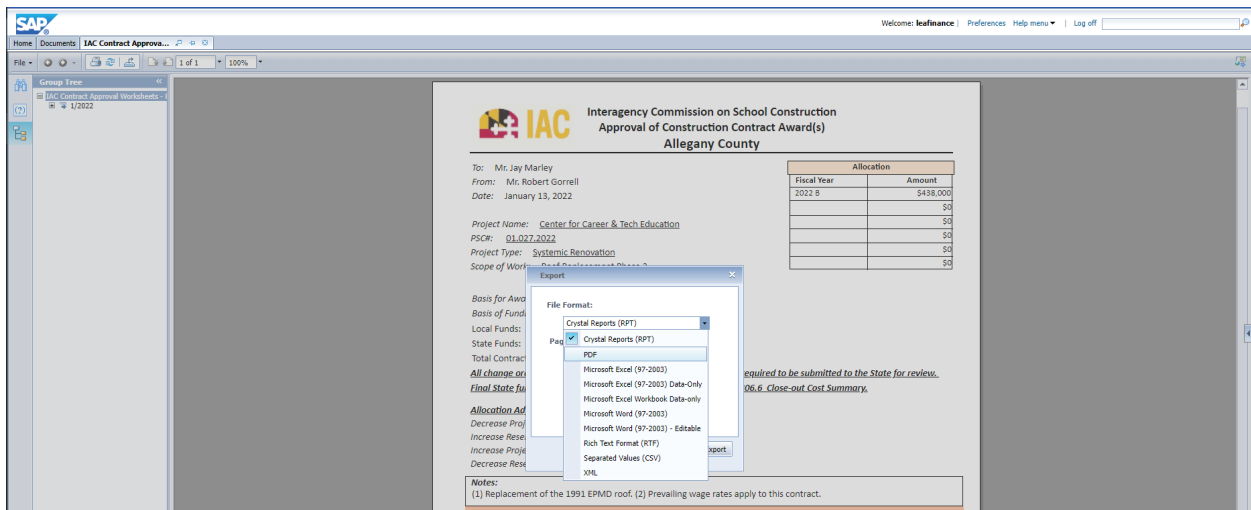 SAP
Welcome: leafinance | Preferences Help menu | Log off
Home Documents IAC Contract Approva...
File 1 of 1 100%
Group Tree
IAC Contract Approval Worksheets -
1/2022
IAC
Interagency Commission on School Construction
Approval of Construction Contract Award(s)
Allegany County
To: Mr. Jay Marley
From: Mr. Robert Gorrell
Date: January 13, 2022
Allocation
Fiscal Year Amount
2022 B $438,000
$0
$0
$0
$0
$0
Project Name: Center for Career & Tech Education
PSC#: 01.027.2022
Project Type: Systemic Renovation
Scope of Work:
Basis for Awa
Basis of Fundi
Local Funds:
State Funds:
Total Contrac
All change or required to be submitted to the State for review.
Final State fu 06.6 Close-out Cost Summary.
Allocation Ad
Decrease Proj
Increase Rese
Increase Proje
Decrease Rese
Export
File Format:
Crystal Reports (RPT)
Pag
Crystal Reports (RPT)
PDF
Microsoft Excel (97-2003)
Microsoft Excel (97-2003) Data-Only
Microsoft Excel Workbook Data-only
Microsoft Word (97-2003)
Microsoft Word (97-2003) - Editable
Rich Text Format (RTF)
Separated Values (CSV)
XML
xport
Notes:
(1) Replacement of the 1991 EPMD roof. (2) Prevailing wage rates apply to this contract.